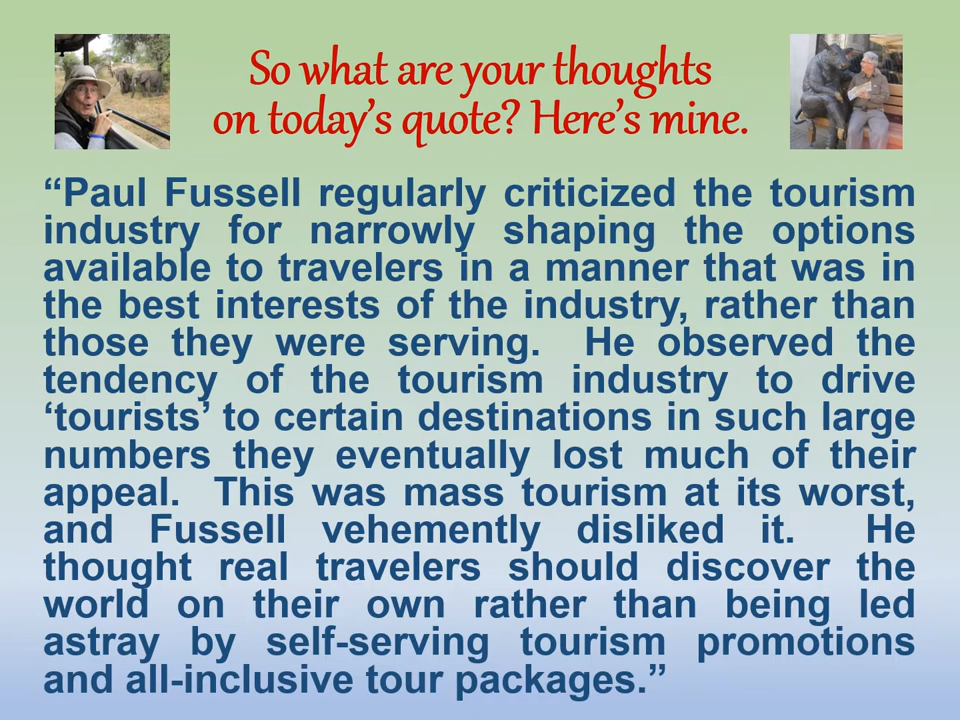 So what are your thoughts
on today’s quote? Here’s mine.
“Paul Fussell regularly criticized the tourism
industry for narrowly shaping the options
available to travelers in a manner that was in
the best interests of the industry, rather than
those they were serving. He observed the
tendency of the tourism industry to drive
‘tourists’ to certain destinations in such large
numbers they eventually lost much of their
appeal. This was mass tourism at its worst,
and Fussell vehemently disliked it. He
thought real travelers should discover the
world on their own rather than being led
astray by self-serving tourism promotions
and all-inclusive tour packages.”